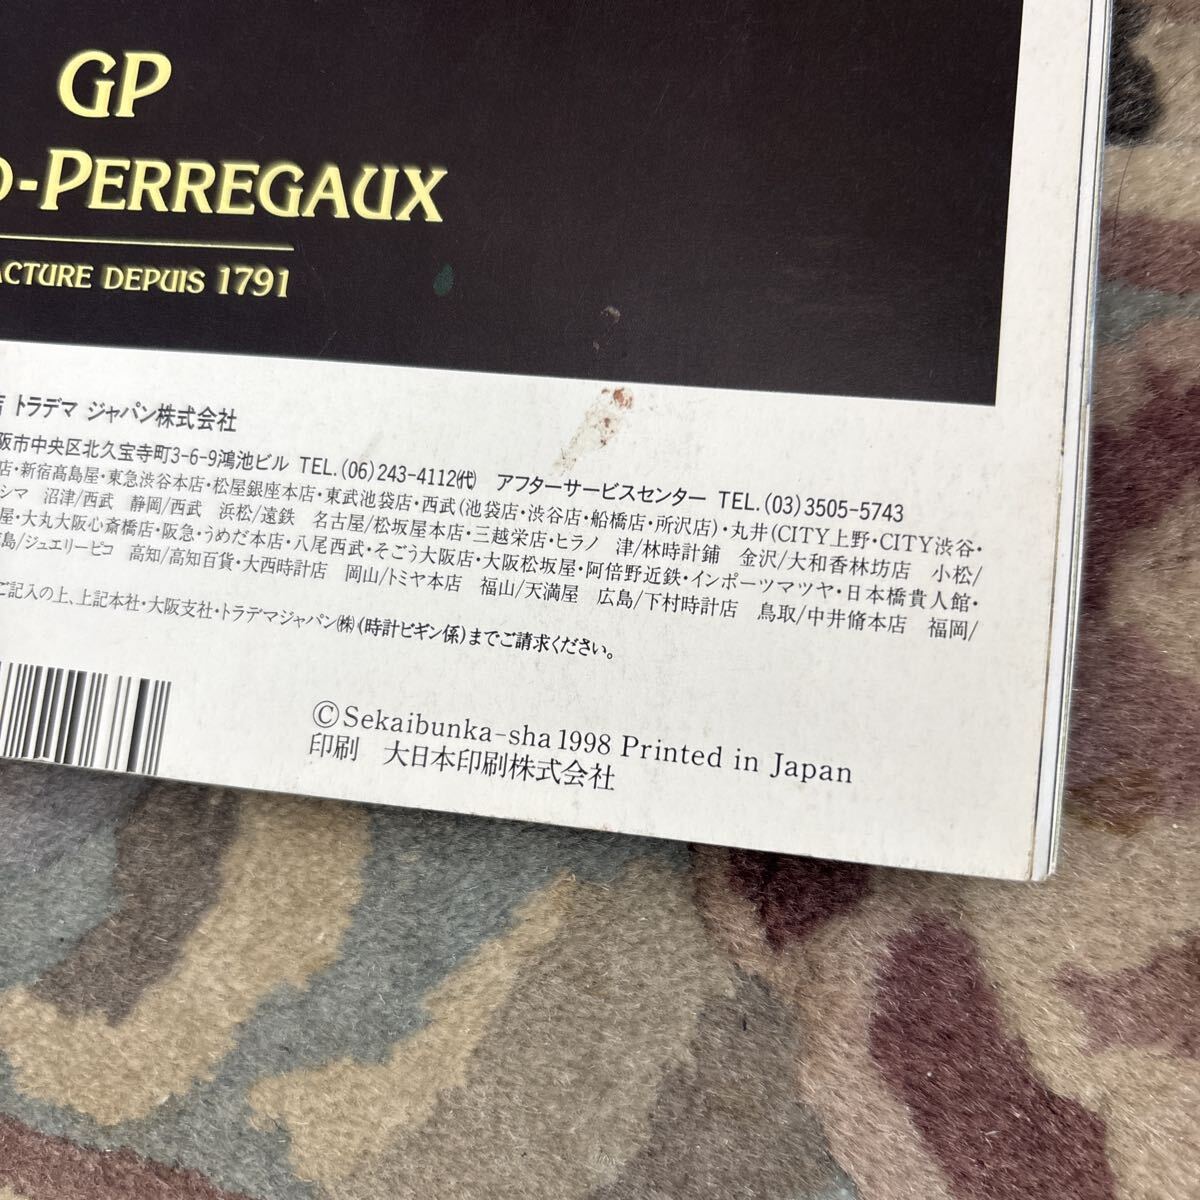 GP
-PERREGAUX
ACTURE DEPUIS 1791
店 トラデマ ジャパン株式会社
阪市中央区北久宝寺町3-6-9鴻池ビル TEL.(06)243-4112㈹ アフターサービスセンター TEL.(03)3505-5743
店・新宿髙島屋・東急渋谷本店・松屋銀座本店・東武池袋店・西武(池袋店・渋谷店・船橋店・所沢店)・丸井(CITY上野・CITY渋谷・
シマ 沼津/西武 静岡/西武 浜松/遠鉄 名古屋/松坂屋本店・三越栄店・ヒラノ 津/林時計鋪 金沢/大和香林坊店 小松/
屋・大丸大阪心斎橋店・阪急・うめだ本店・八尾西武・そごう大阪店・大阪松坂屋・阿倍野近鉄・インポーツマツヤ・日本橋貴人館・
島/ジュエリーピコ 高知/高知百貨・大西時計店 岡山/トミヤ本店 福山/天満屋 広島/下村時計店 鳥取/中井脩本店 福岡/
ご記入の上、上記本社・大阪支社・トラデマジャパン㈱(時計ビギン係)までご請求ください。
©Sekaibunka-sha 1998 Printed in Japan
印刷 大日本印刷株式会社